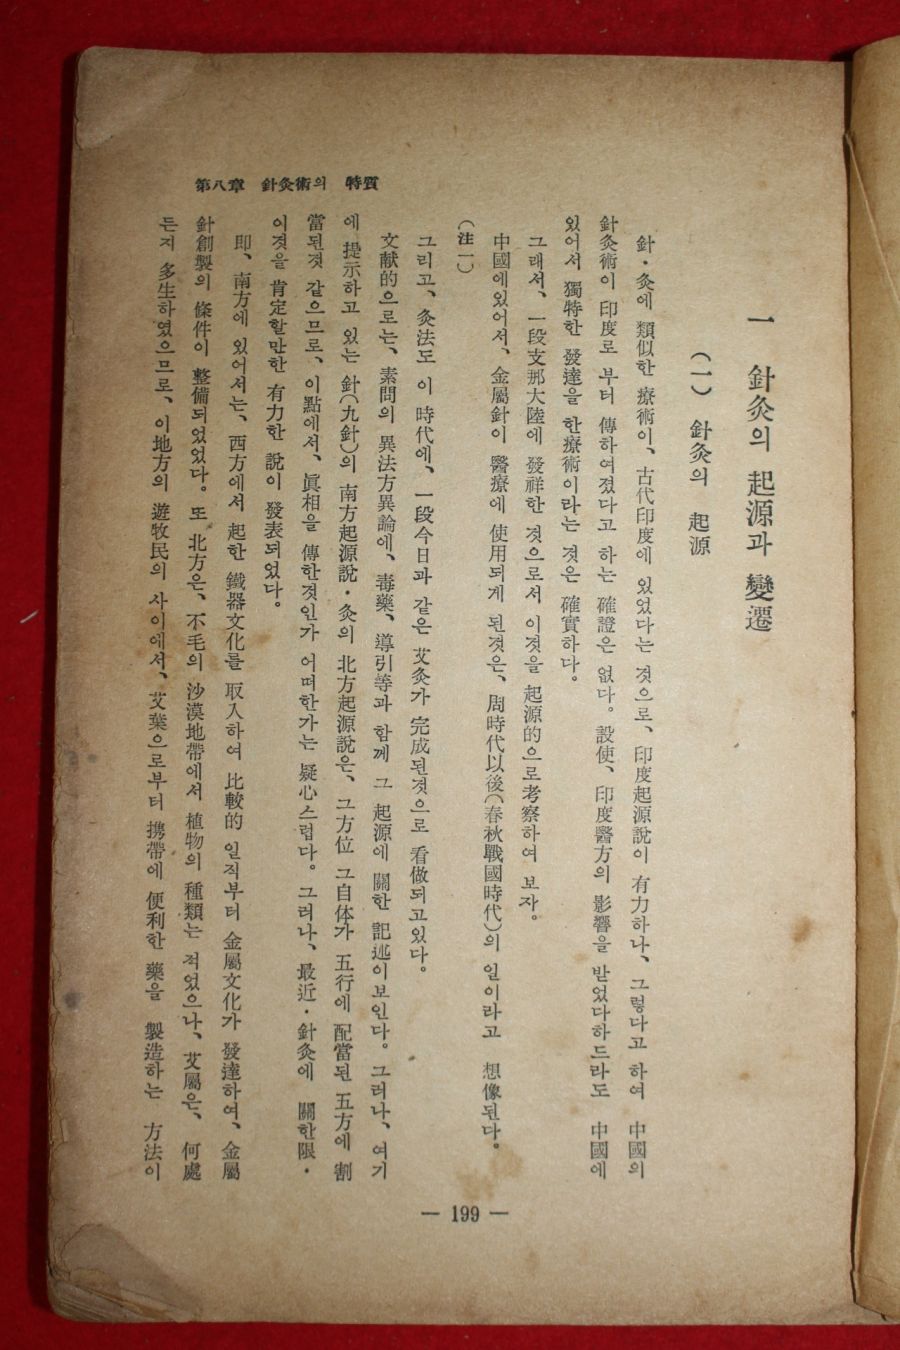 第八章 針灸術의 特質
一 針灸의 起源과 變遷
(一) 針灸의 起源
針·灸에 類似한 療術이、古代印度에 있었다는 것으로、印度起源說이 有力하나、그렇다고 하여 中國의
針灸術이 印度로 부터 傳하여졌다고 하는 確證은 없다。設使、印度醫方의 影響을 받었다하드라도 中國에
있어서 獨特한 發達을 한療術이라는 것은 確實하다。
그래서、一段支那大陸에 發祥한 것으로서 이것을 起源的으로考察하여 보자。
中國에있어서、金屬針이 醫療에 使用되게 된것은、周時代以後(春秋戰國時代)의 일이라고 想像된다。
(注一)
그리고、灸法도 이 時代에、一段今日과 같은 艾灸가 完成된것으로 看做되고있다。
文献的으로는、素問의 異法方異論에、毒藥、導引等과 함께 그 起源에 關한 記述이보인다。그러나、여기
에 提示하고 있는 針(九針)의 南方起源說·灸의 北方起源說은、그方位 그自体가 五行에 配當된 五方에 割
當된것 같으므로、이點에서、眞相을 傳한것인가 어떠한가는 疑心스럽다。그러나、最近·針灸에 關한限·
이것을 肯定할만한 有力한 說이 發表되었다。
即、南方에 있어서는、西方에서 起한 鐵器文化를 取入하여 比較的 일직부터 金屬文化가 發達하여、金屬
針創製의 條件이 整備되었었다。또 北方은、不毛의 沙漠地帶에서 植物의 種類는 적었으나、艾屬은、何處
든지 多生하였으므로、이地方의 遊牧民의 사이에서、艾葉으로부터 携帶에 便利한 藥을 製造하는 方法이
— 199 —